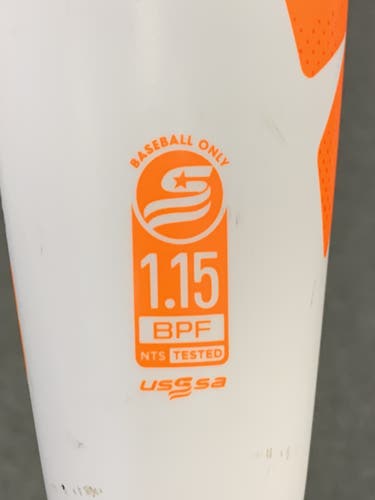 BASEBALL ONLY
1.15
BPF
NTS TESTED
usssa